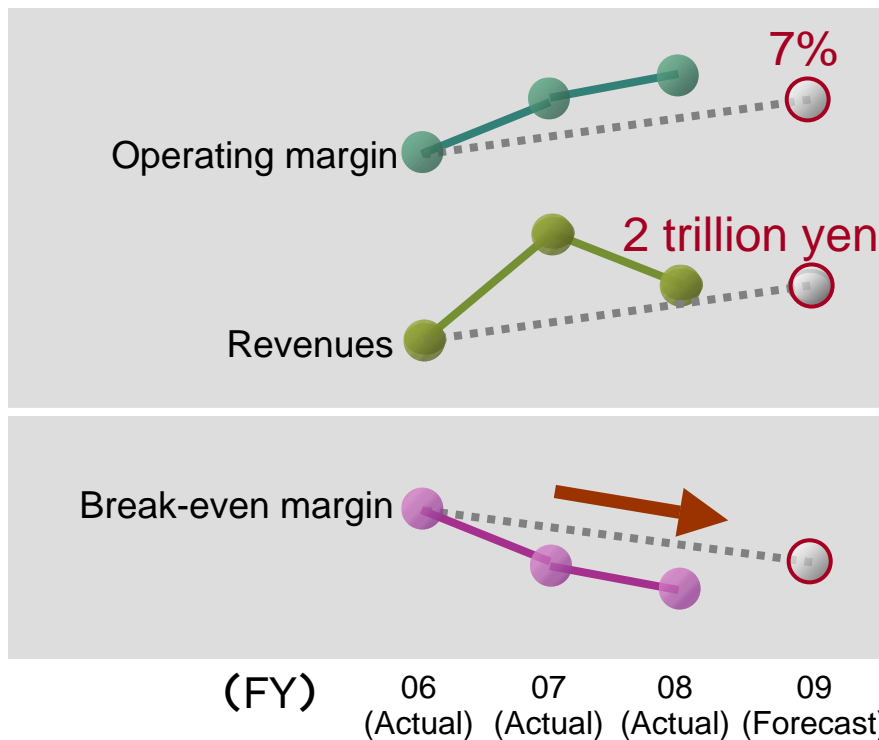 7%
Operating margin
2 trillion yen
Revenues
Break-even margin
(FY) 06 07 08 09
(Actual) (Actual) (Actual) (Forecast)